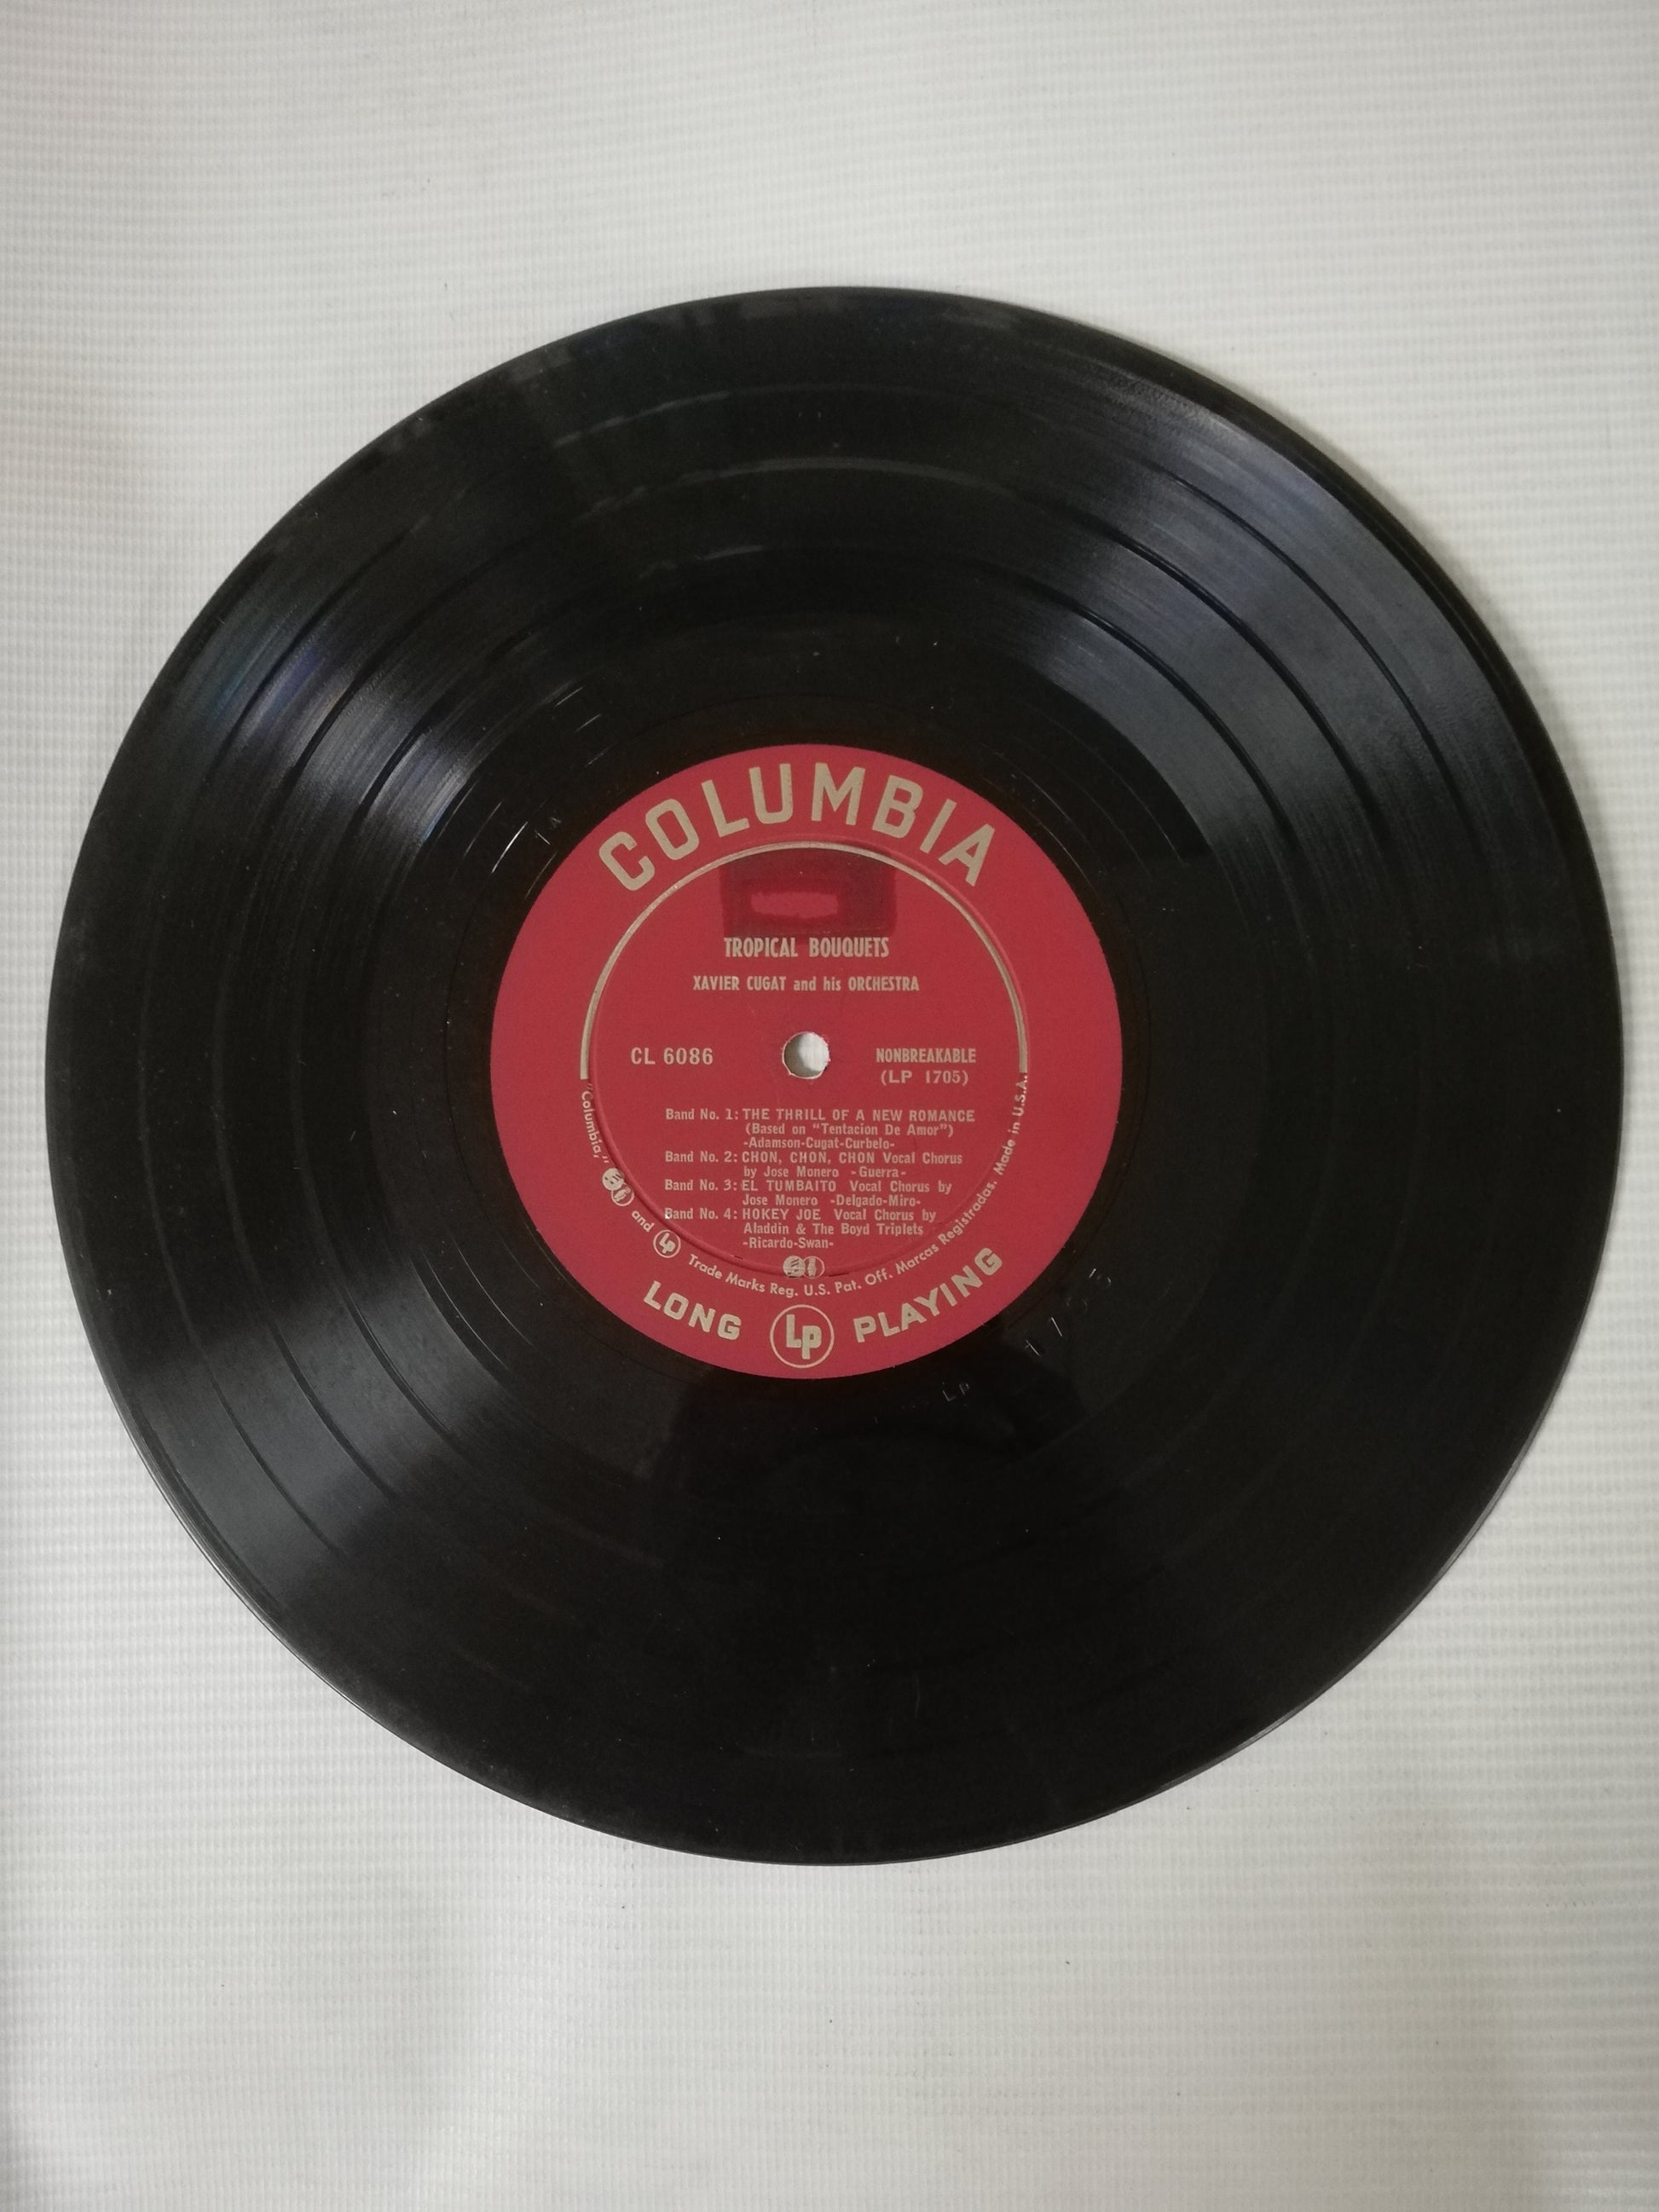 COLUMBIA
TROPICAL BOUQUETS
XAVIER CUGAT and his ORCHESTRA
CL 6086
NONBREAKABLE
(LP 1705)
Band No. 1: THE THRILL OF A NEW ROMANCE
(Based on "Tentacion De Amor")
-Adamson-Cugat-Curbelo-
Band No. 2: CHON, CHON, CHON Vocal Chorus
by Jose Monero -Guerra-
Band No. 3: EL TUMBAITO Vocal Chorus by
Jose Monero -Delgado-Miro-
Band No. 4: HOKEY JOE Vocal Chorus by
Aladdin & The Boyd Triplets
-Ricardo-Swan-
"Columbia," and Lp Trade Marks Reg. U.S. Pat. Off. Marcas Registradas. Made in U.S.A.
LONG Lp PLAYING
LP